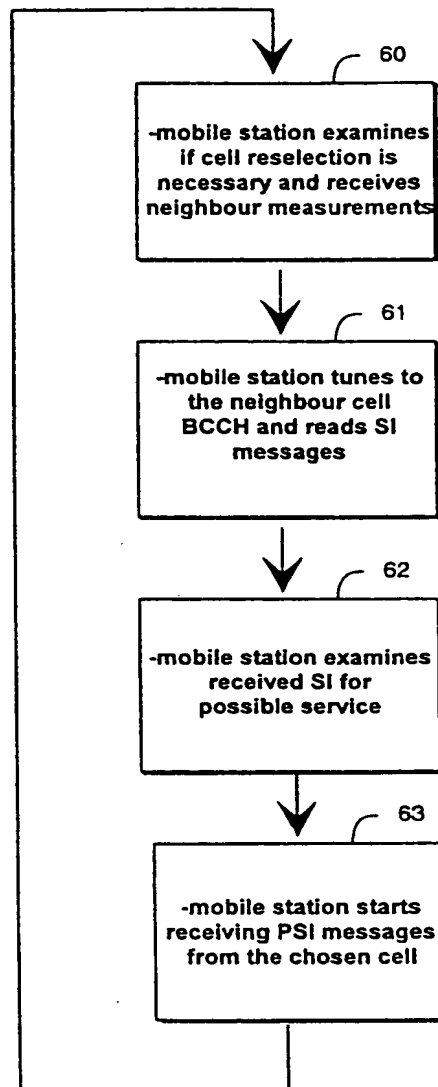 60
-mobile station examines
if cell reselection is
necessary and receives
neighbour measurements
61
-mobile station tunes to
the neighbour cell
BCCH and reads SI
messages
62
-mobile station examines
received SI for
possible service
63
-mobile station starts
receiving PSI messages
from the chosen cell